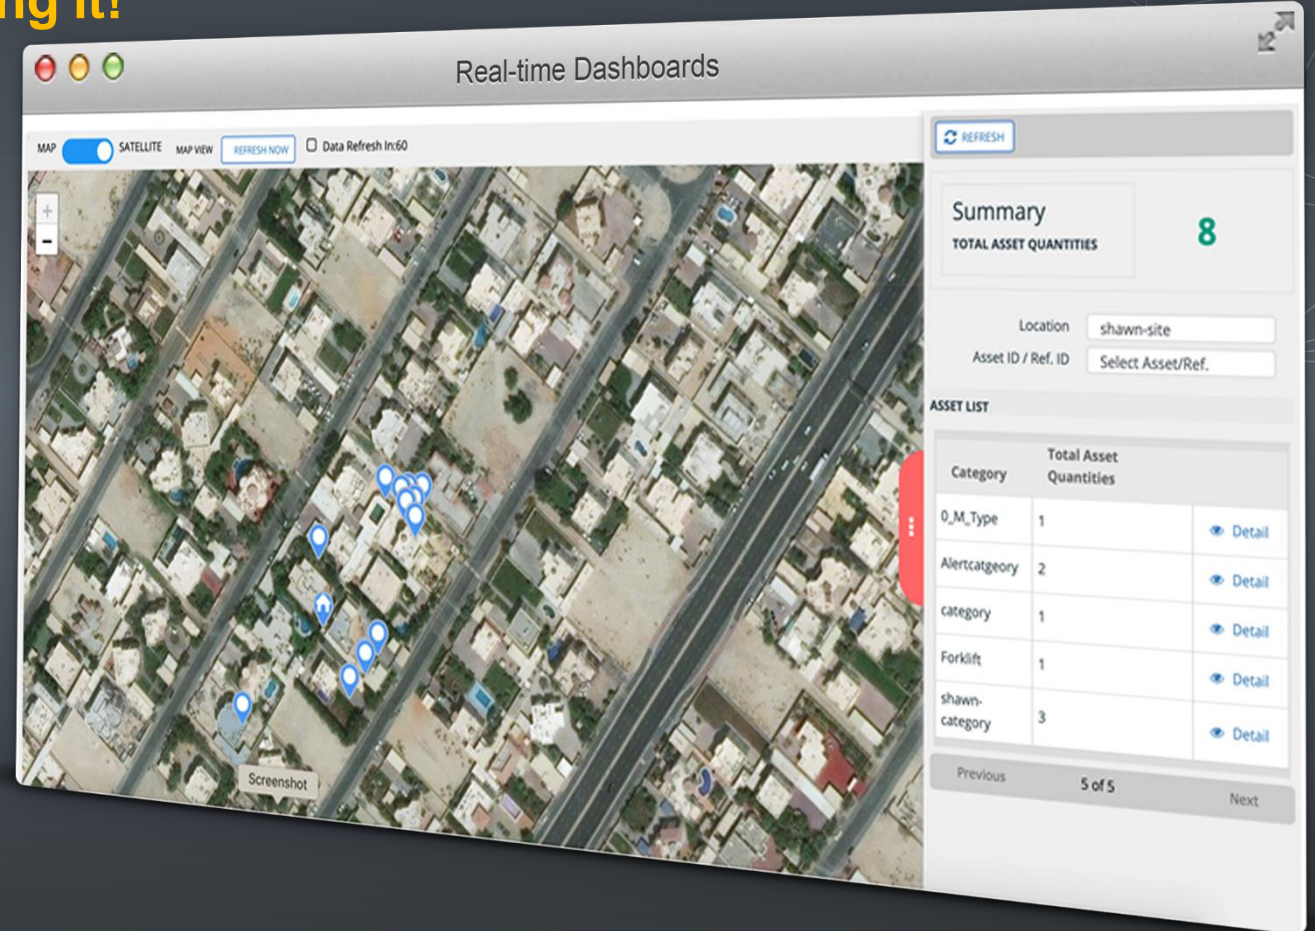 ng it!
Real-time Dashboards
MAP SATELLITE MAP VIEW REFRESH NOW Data Refresh In:60
+
-
Screenshot
REFRESH
Summary
TOTAL ASSET QUANTITIES
8
Location shawn-site
Asset ID / Ref. ID Select Asset/Ref.
ASSET LIST
Category Total Asset
Quantities
0_M_Type 1 Detail
Alertcatgeory 2 Detail
category 1 Detail
Forklift 1 Detail
shawn-
category 3 Detail
Previous 5 of 5 Next